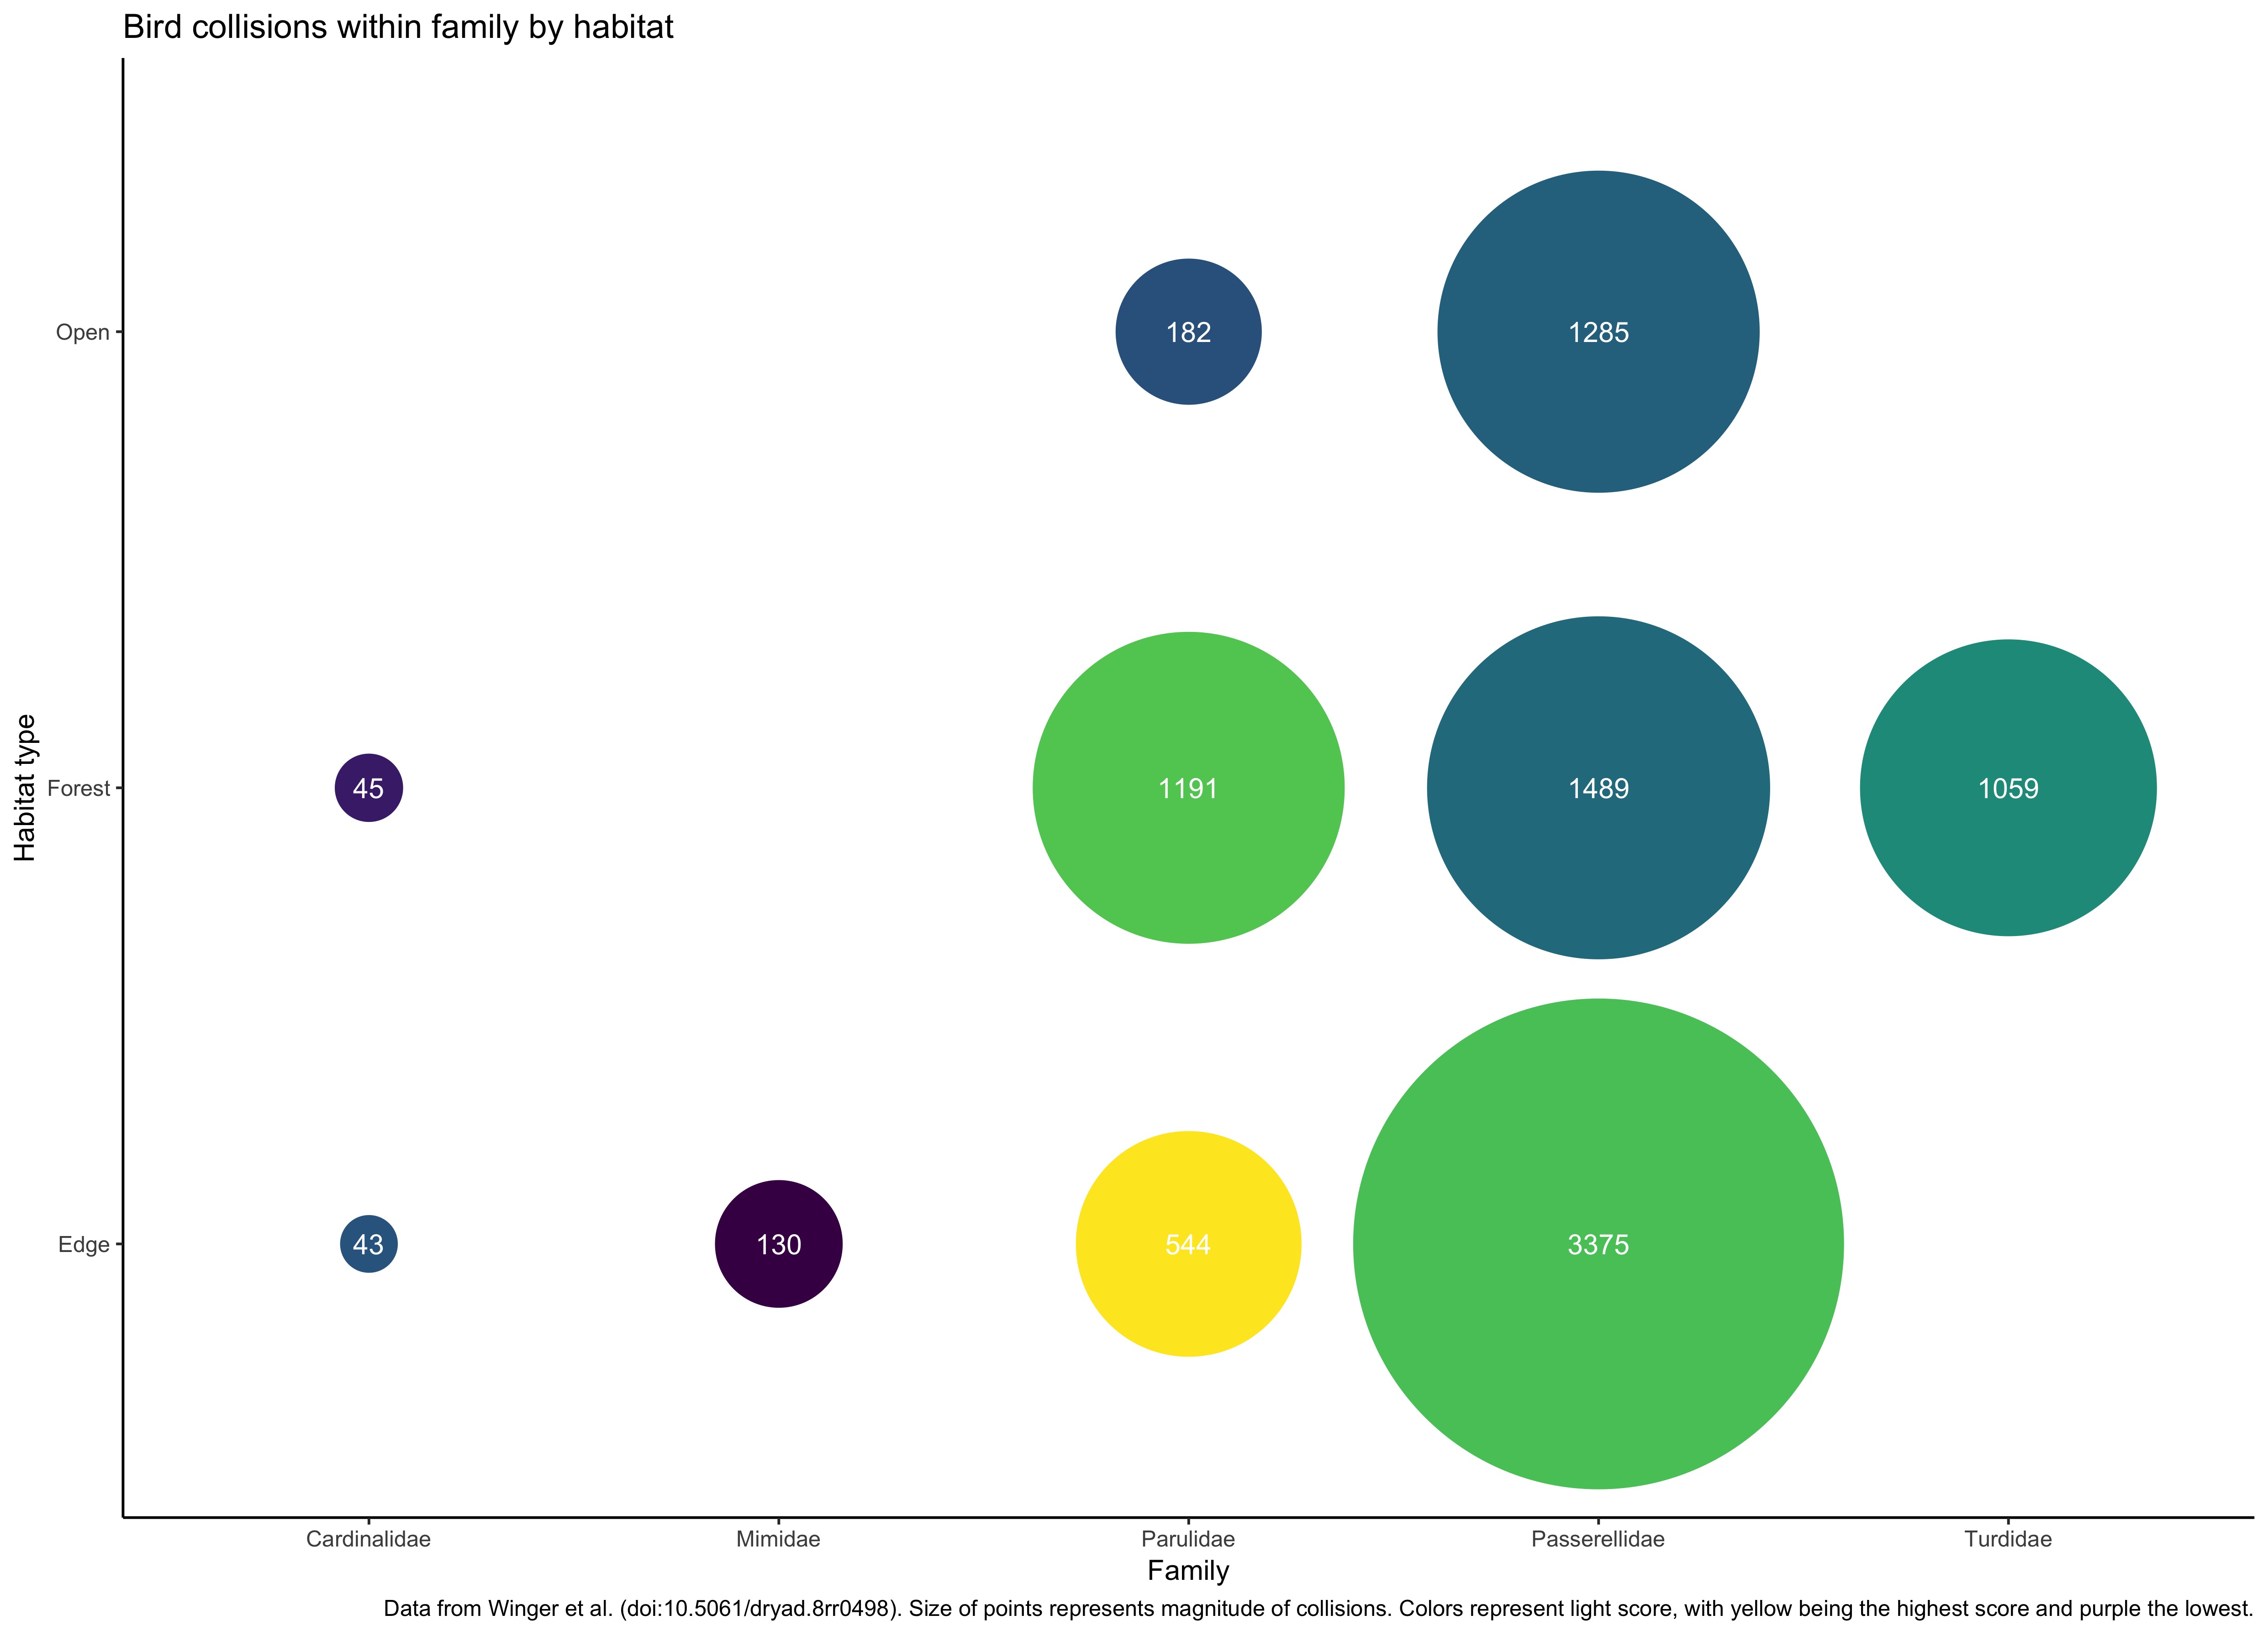 Bird collisions within family by habitat
Habitat type
Open
182
1285
Forest
45
1191
1489
1059
Edge
43
130
544
3375
Cardinalidae
Mimidae
Parulidae
Passerellidae
Turdidae
Family
Data from Winger et al. (doi:10.5061/dryad.8rr0498). Size of points represents magnitude of collisions. Colors represent light score, with yellow being the highest score and purple the lowest.